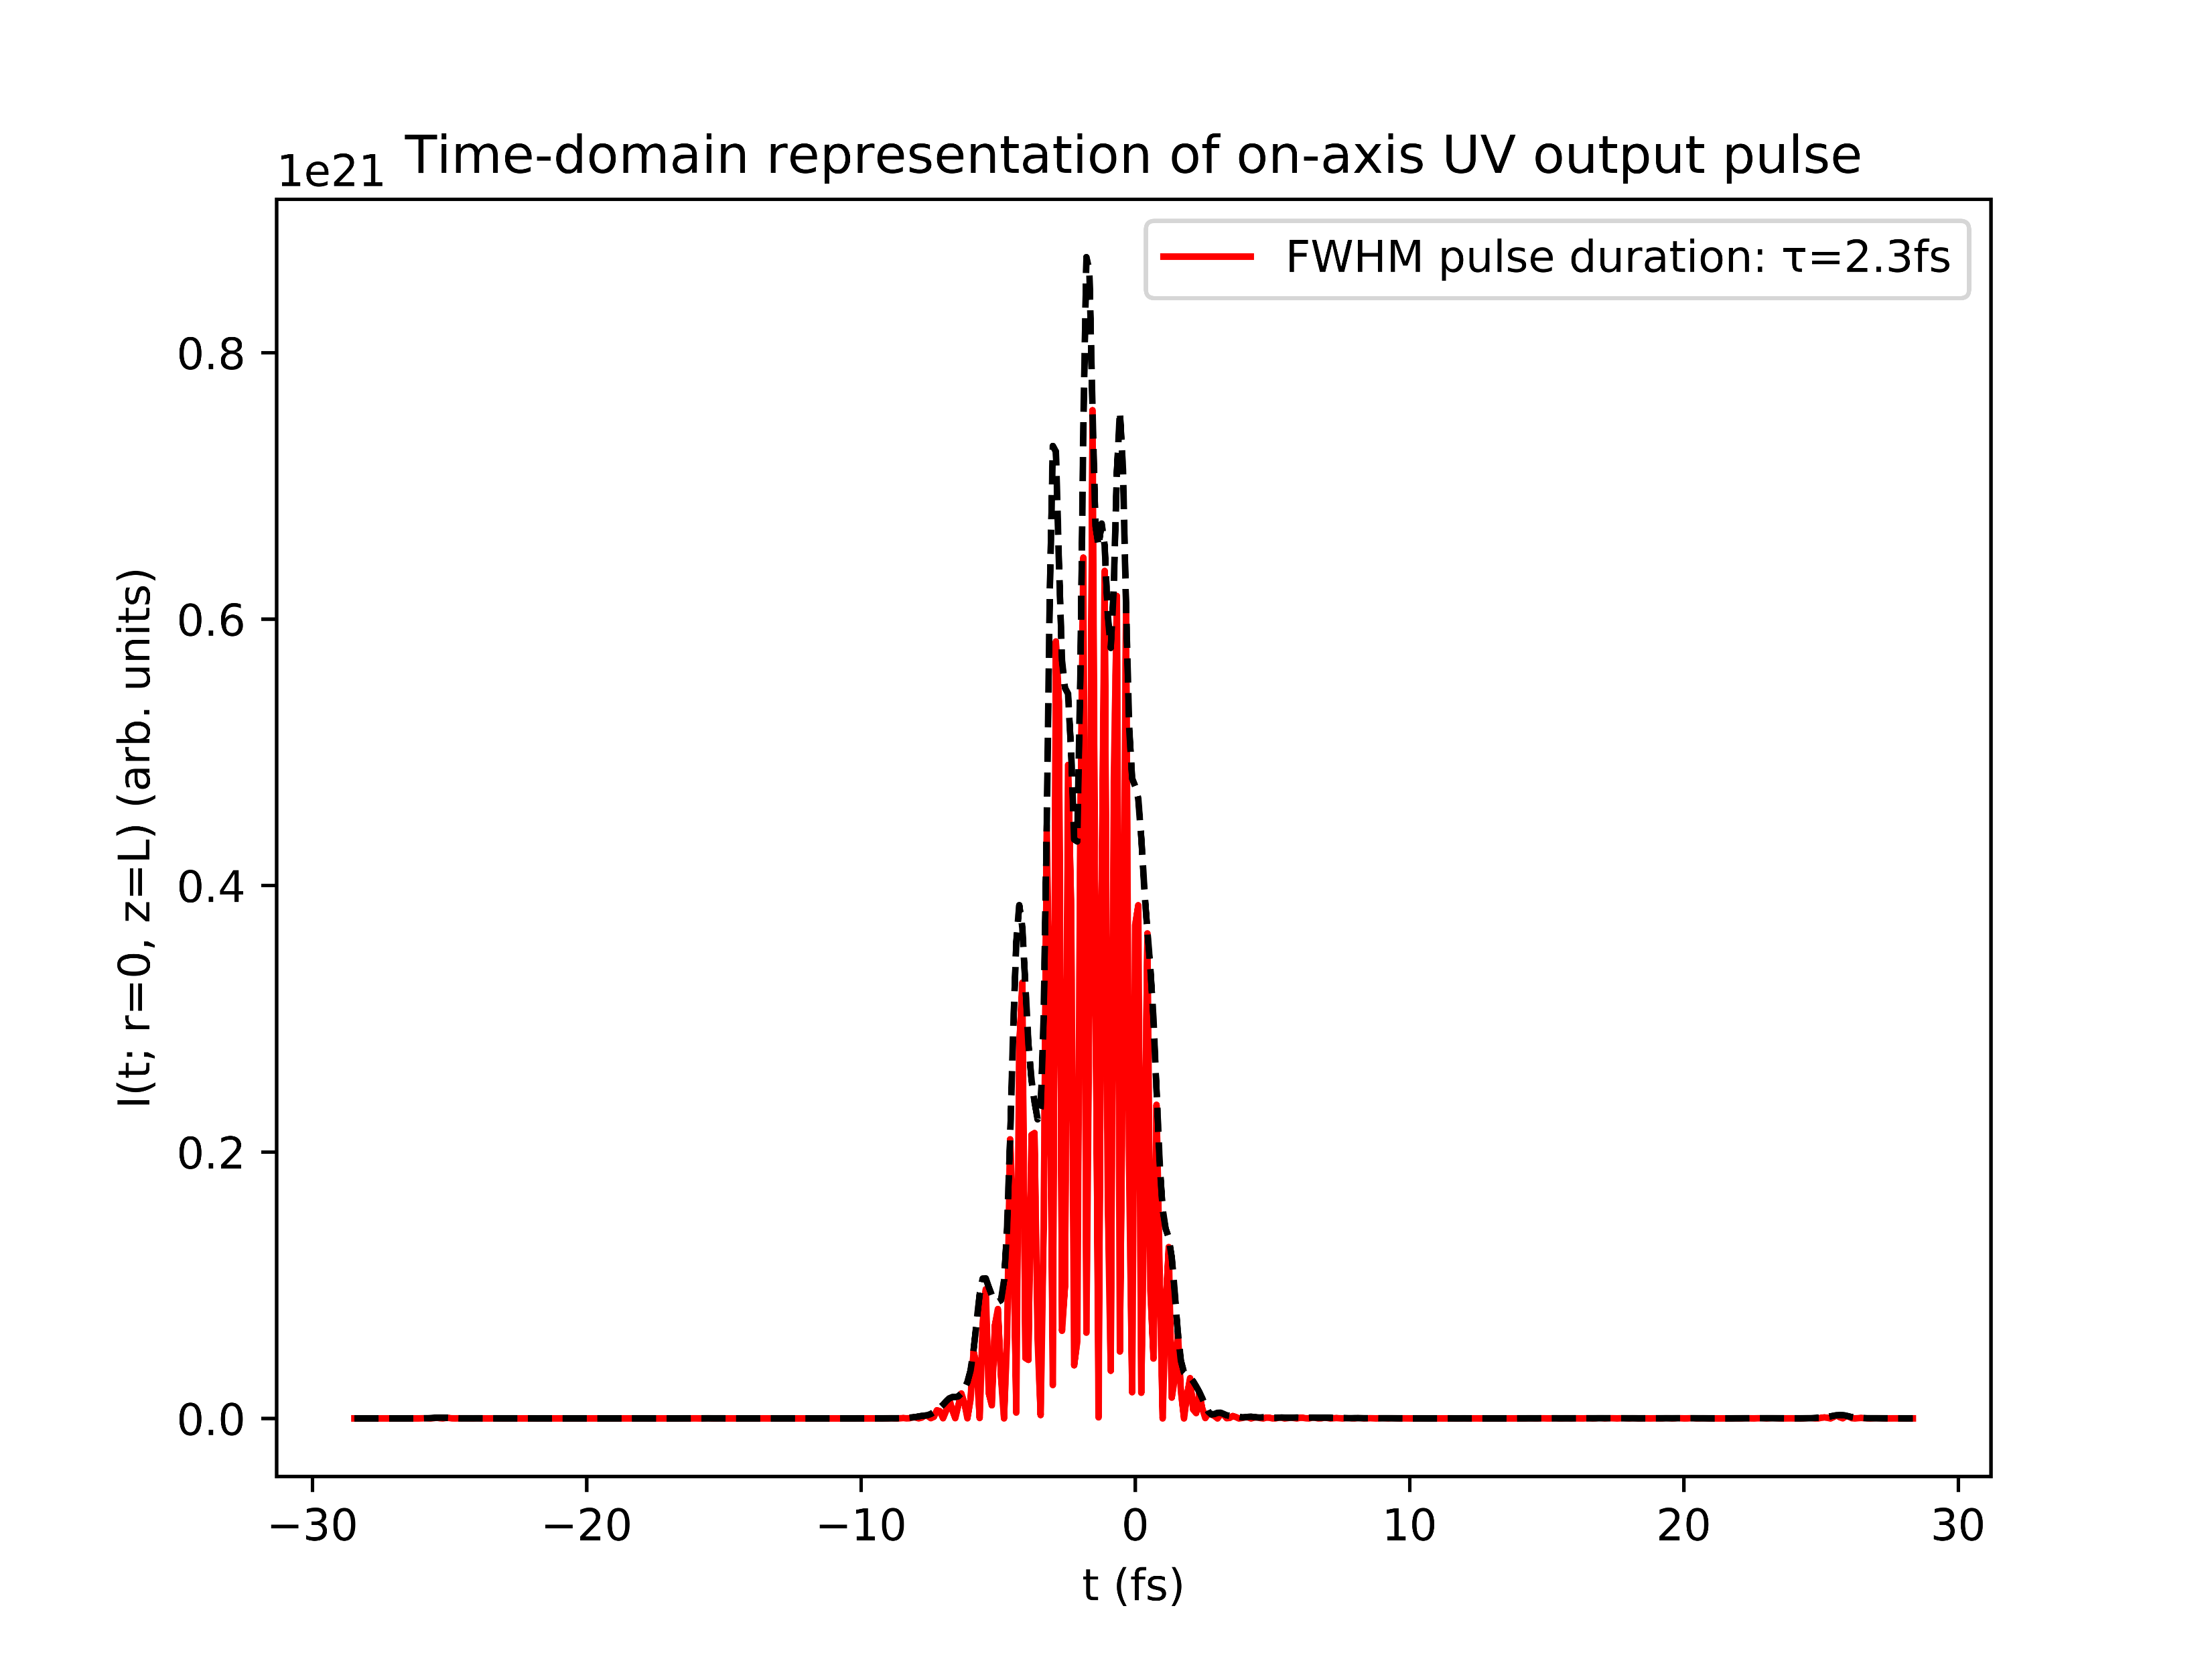 Time-domain representation of on-axis UV output pulse
1e21
FWHM pulse duration: τ=2.3fs
I(t; r=0, z=L) (arb. units)
0.8
0.6
0.4
0.2
0.0
−30 −20 −10 0 10 20 30
t (fs)